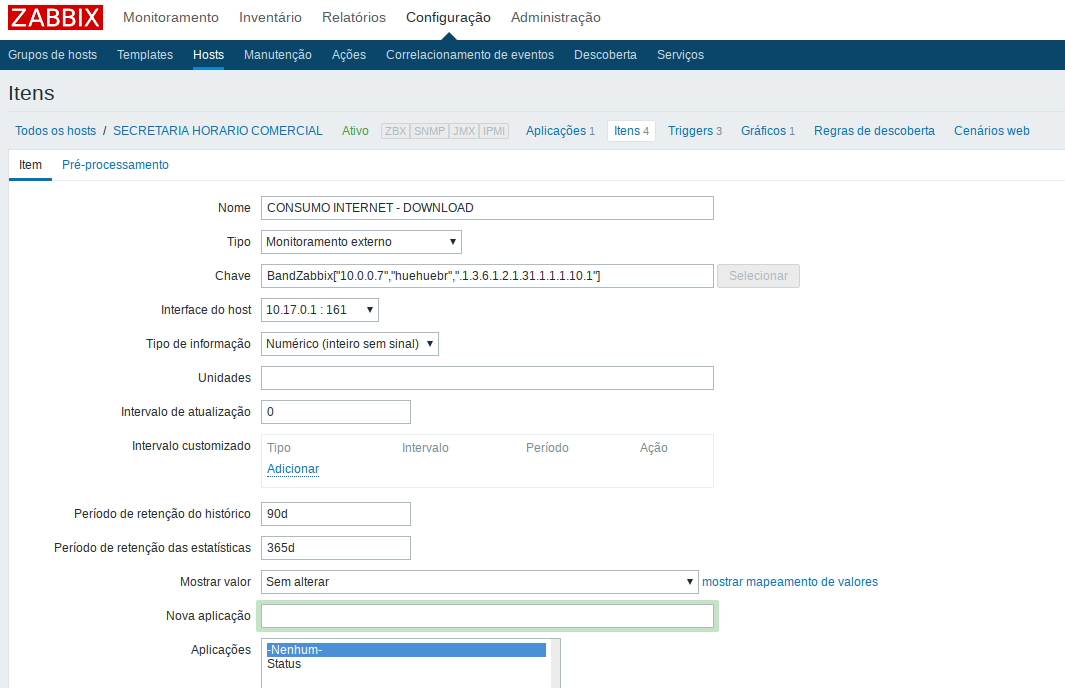 ZABBIX Monitoramento Inventário Relatórios Configuração Administração
Grupos de hosts Templates Hosts Manutenção Ações Correlacionamento de eventos Descoberta Serviços
Itens
Todos os hosts / SECRETARIA HORARIO COMERCIAL Ativo ZBX SNMP JMX IPMI Aplicações 1 Itens 4 Triggers 3 Gráficos 1 Regras de descoberta Cenários web
Item Pré-processamento
Nome CONSUMO INTERNET - DOWNLOAD
Tipo Monitoramento externo
Chave BandZabbix["10.0.0.7","huehuebr",".1.3.6.1.2.1.31.1.1.1.10.1"] Selecionar
Interface do host 10.17.0.1 : 161
Tipo de informação Numérico (inteiro sem sinal)
Unidades
Intervalo de atualização 0
Intervalo customizado Tipo Intervalo Período Ação
Adicionar
Período de retenção do histórico 90d
Período de retenção das estatísticas 365d
Mostrar valor Sem alterar mostrar mapeamento de valores
Nova aplicação
Aplicações -Nenhum-
Status